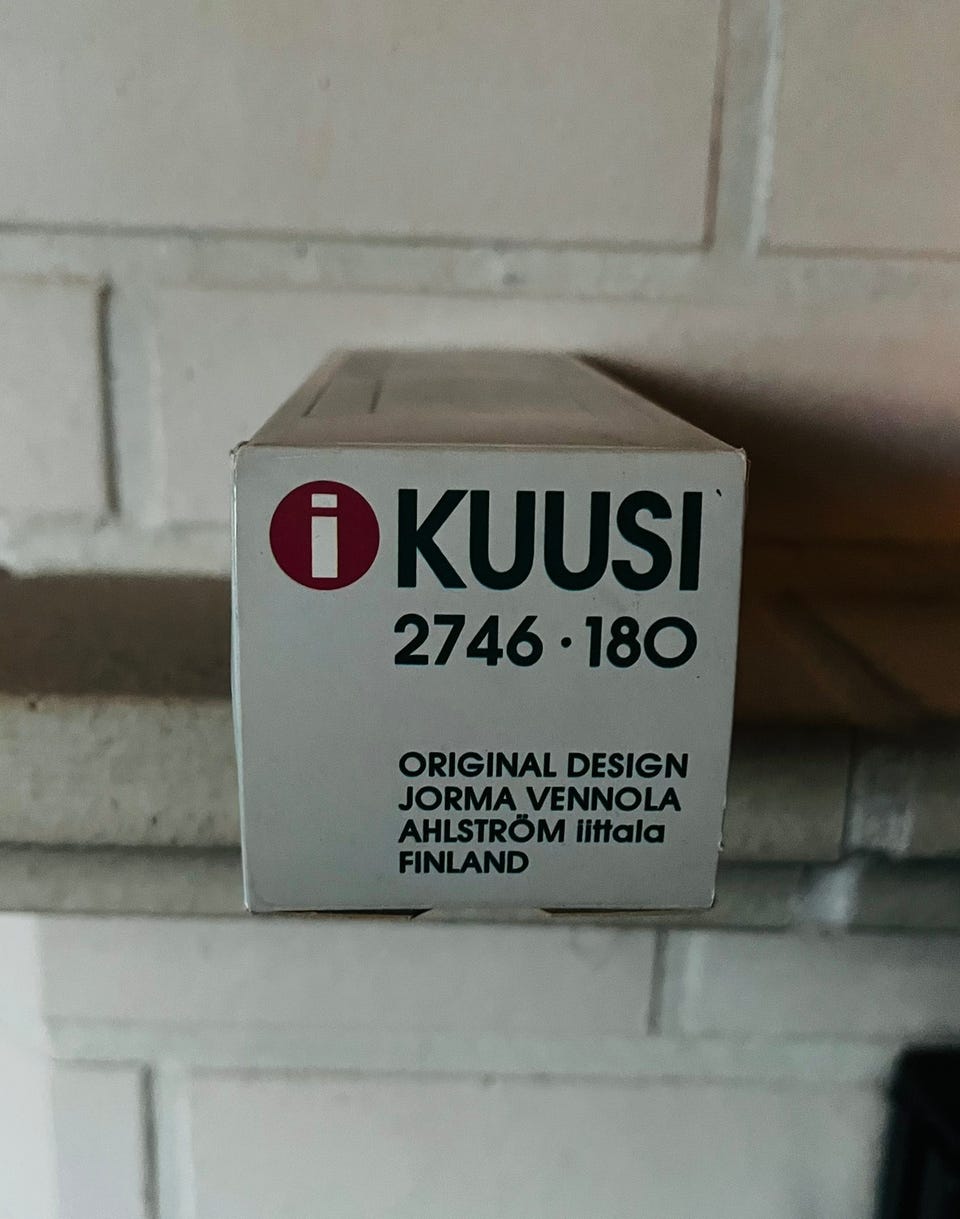 i KUUSI
2746 · 180
ORIGINAL DESIGN
JORMA VENNOLA
AHLSTRÖM iittala
FINLAND